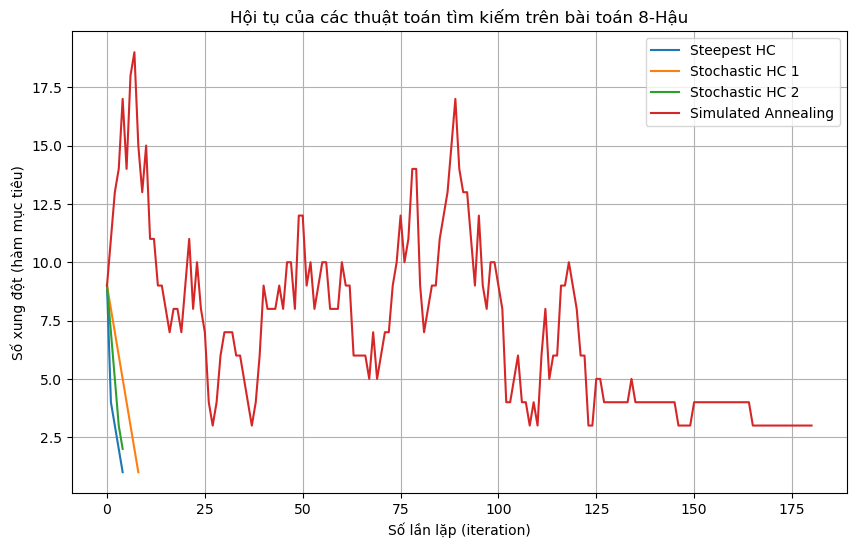 Hội tụ của các thuật toán tìm kiếm trên bài toán 8-Hậu
Steepest HC
Stochastic HC 1
Stochastic HC 2
Simulated Annealing
Số xung đột (hàm mục tiêu)
17.5
15.0
12.5
10.0
7.5
5.0
2.5
0
25
50
75
100
125
150
175
Số lần lặp (iteration)